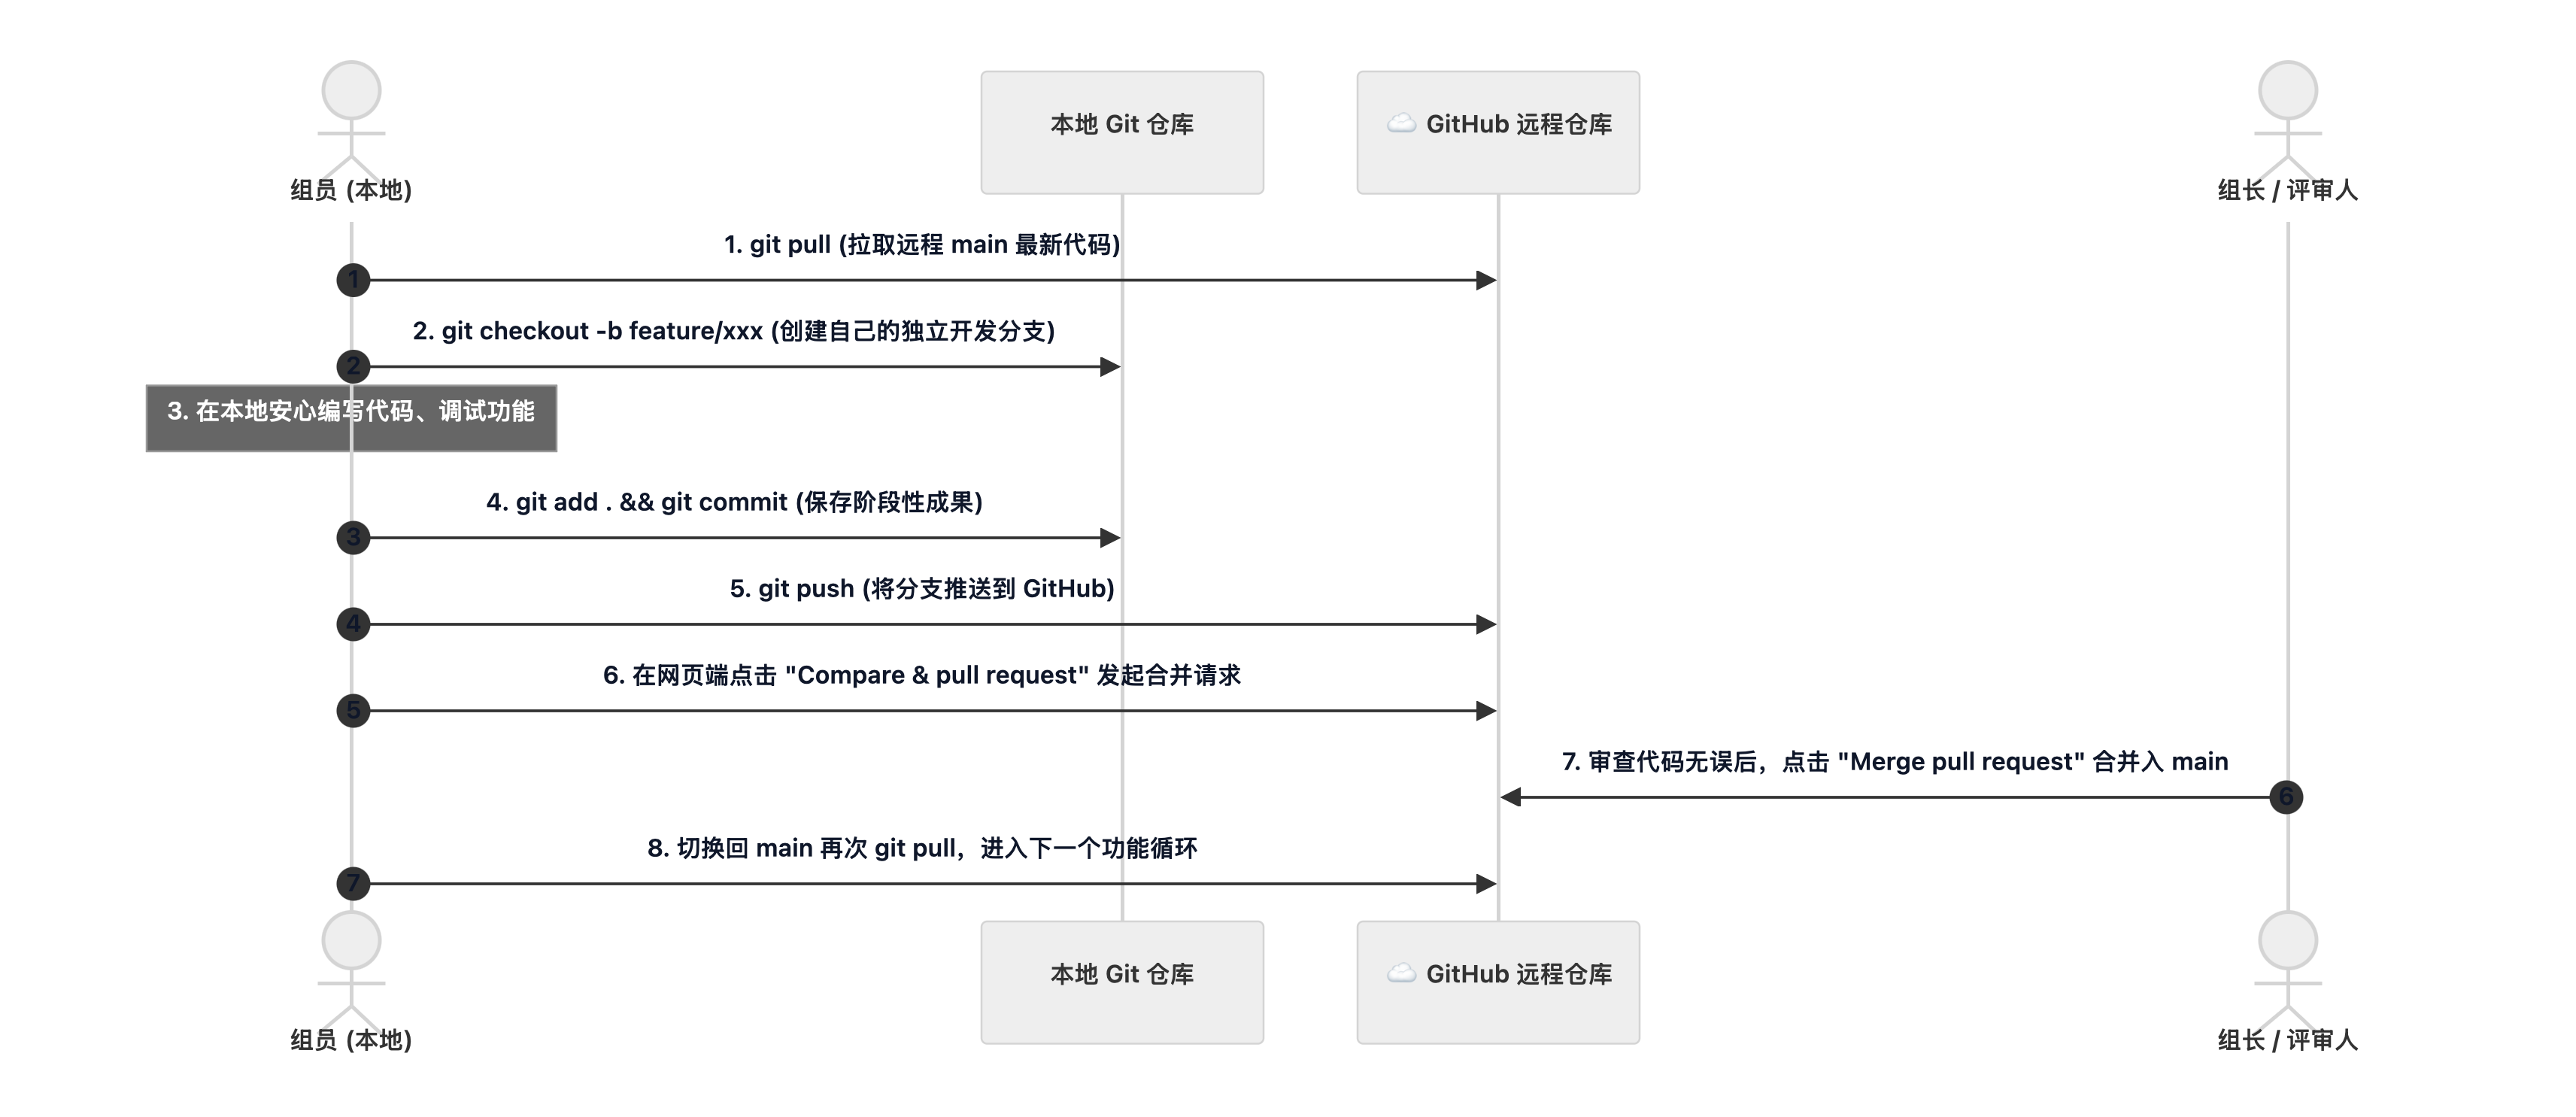 组员 (本地)
本地 Git 仓库
☁️ GitHub 远程仓库
组长 / 评审人
1. git pull (拉取远程 main 最新代码)
1
2. git checkout -b feature/xxx (创建自己的独立开发分支)
2
3. 在本地安心编写代码、调试功能
4. git add . && git commit (保存阶段性成果)
3
5. git push (将分支推送到 GitHub)
4
6. 在网页端点击 "Compare & pull request" 发起合并请求
5
7. 审查代码无误后，点击 "Merge pull request" 合并入 main
6
8. 切换回 main 再次 git pull，进入下一个功能循环
7
组员 (本地)
本地 Git 仓库
☁️ GitHub 远程仓库
组长 / 评审人